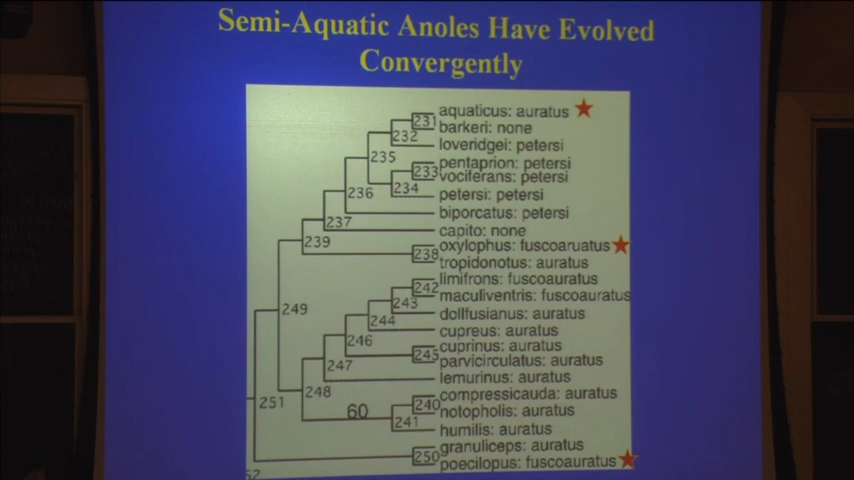 Semi-Aquatic Anoles Have Evolved
Convergently
aquaticus: auratus
231
barkeri: none
232
loveridgei: petersi
235
pentaprion: petersi
233
vociferans: petersi
234
236
petersi: petersi
biporcatus: petersi
237
capito: none
239
oxylophus: fuscoaruatus
238
tropidonotus: auratus
limifrons: fuscoauratus
242
maculiventris: fuscoauratus
243
249
dollfusianus: auratus
244
cupreus: auratus
246
cuprinus: auratus
245
parvicirculatus: auratus
247
lemurinus: auratus
248
compressicauda: auratus
251
60
240
notopholis: auratus
241
humilis: auratus
granuliceps: auratus
250
poecilopus: fuscoauratus